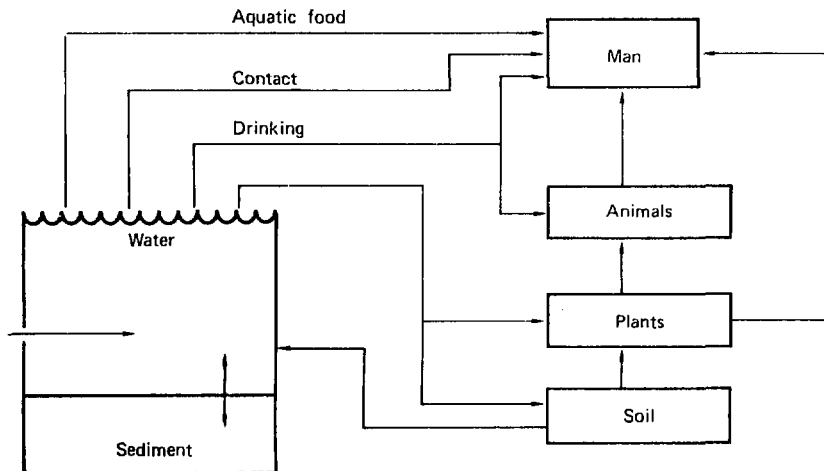 Aquatic food
Man
Contact
Drinking
Animals
Water
Plants
Soil
Sediment